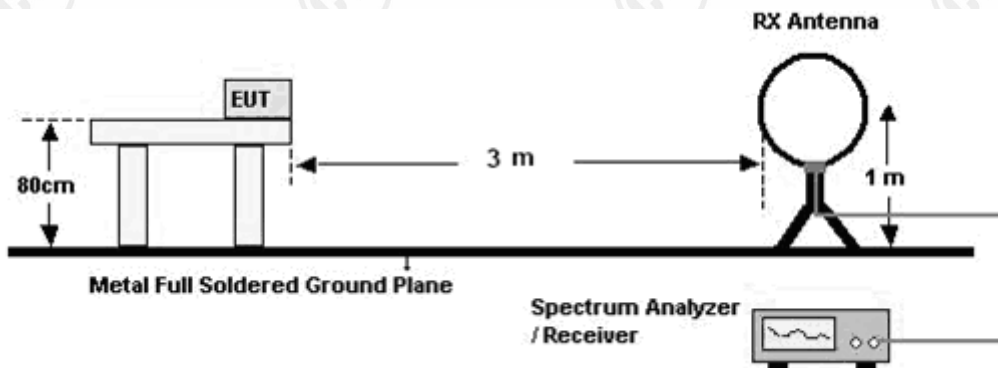 RX Antenna
EUT
80cm
3 m
1 m
Metal Full Soldered Ground Plane
Spectrum Analyzer
/ Receiver